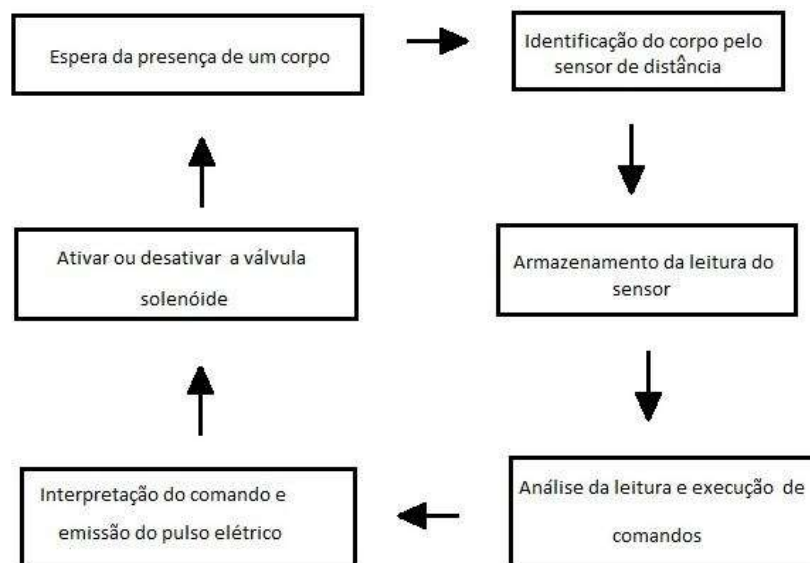 Espera da presença de um corpo
Identificação do corpo pelo
sensor de distância
Armazenamento da leitura do
sensor
Análise da leitura e execução de
comandos
Interpretação do comando e
emissão do pulso elétrico
Ativar ou desativar a válvula
solenóide